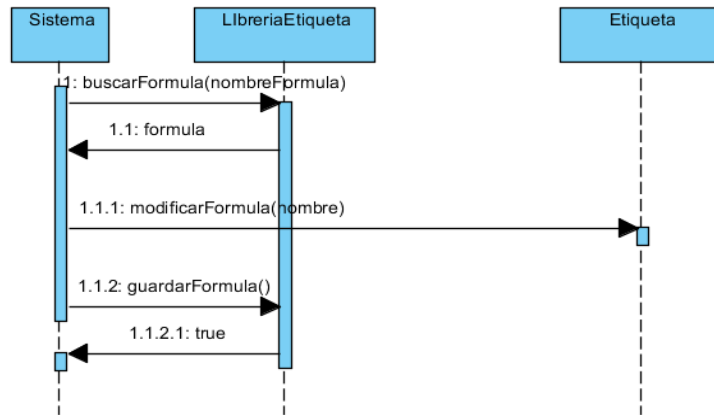 Sistema
LIbreriaEtiqueta
Etiqueta
1: buscarFormula(nombreFormula)
1.1: formula
1.1.1: modificarFormula(nombre)
1.1.2: guardarFormula()
1.1.2.1: true